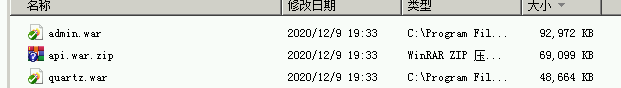 名称 修改日期 类型 大小
admin.war 2020/12/9 19:33 C:\Program Fil... 92,972 KB
api.war.zip 2020/12/9 19:33 WinRAR ZIP 压... 69,099 KB
quartz.war 2020/12/9 19:33 C:\Program Fil... 48,664 KB